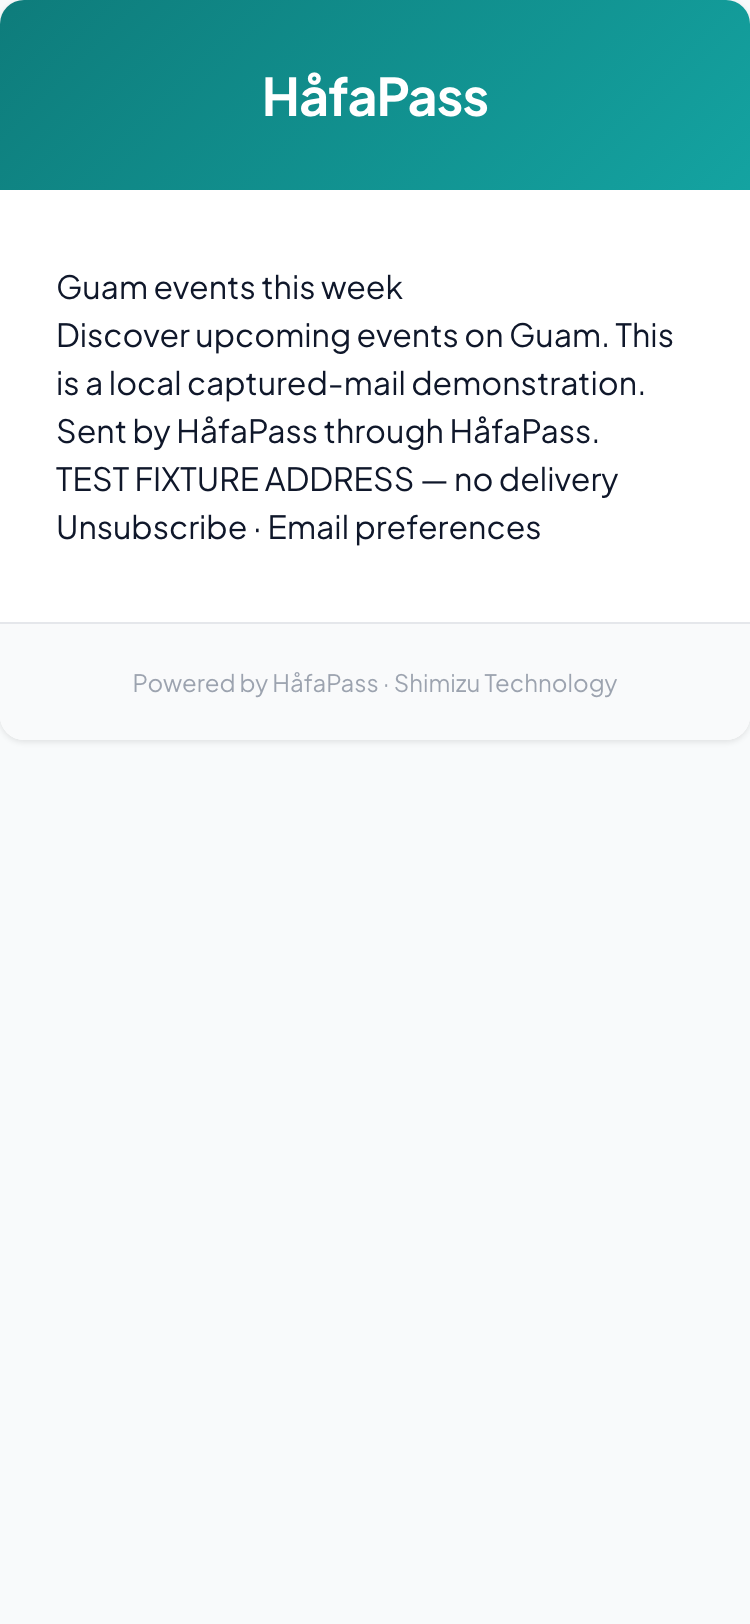 HåfaPass
Guam events this week
Discover upcoming events on Guam. This
is a local captured-mail demonstration.
Sent by HåfaPass through HåfaPass.
TEST FIXTURE ADDRESS — no delivery
Unsubscribe · Email preferences
Powered by HåfaPass · Shimizu Technology